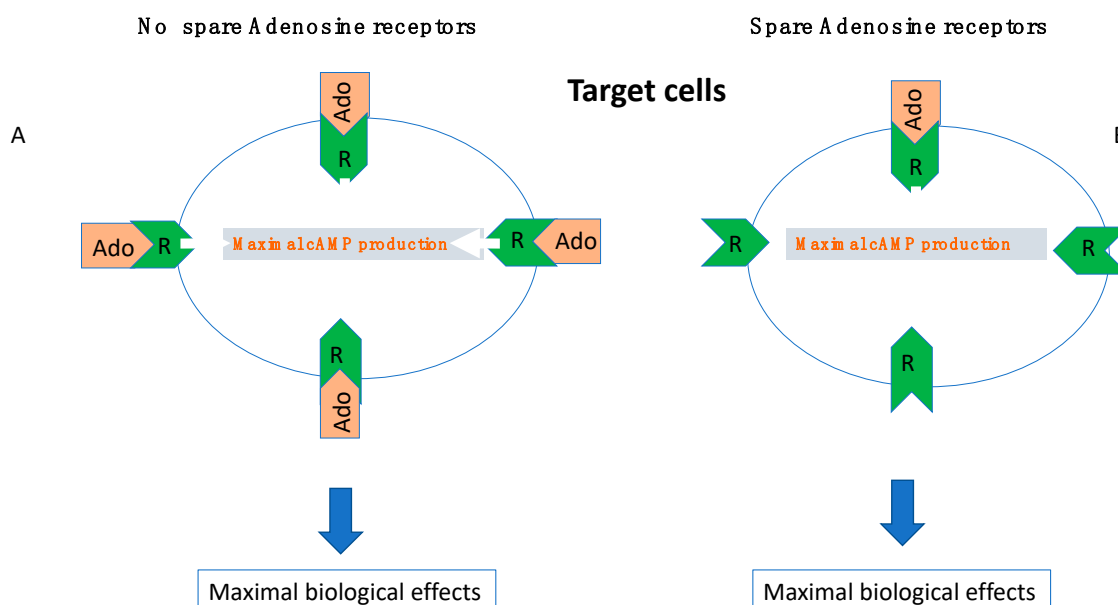 No spare Adenosine receptors
Spare Adenosine receptors
Target cells
A
Ado
R
Ado R
Maximal cAMP production
R Ado
R
Ado
Ado
R
R
Maximal cAMP production
R
R
Maximal biological effects
Maximal biological effects